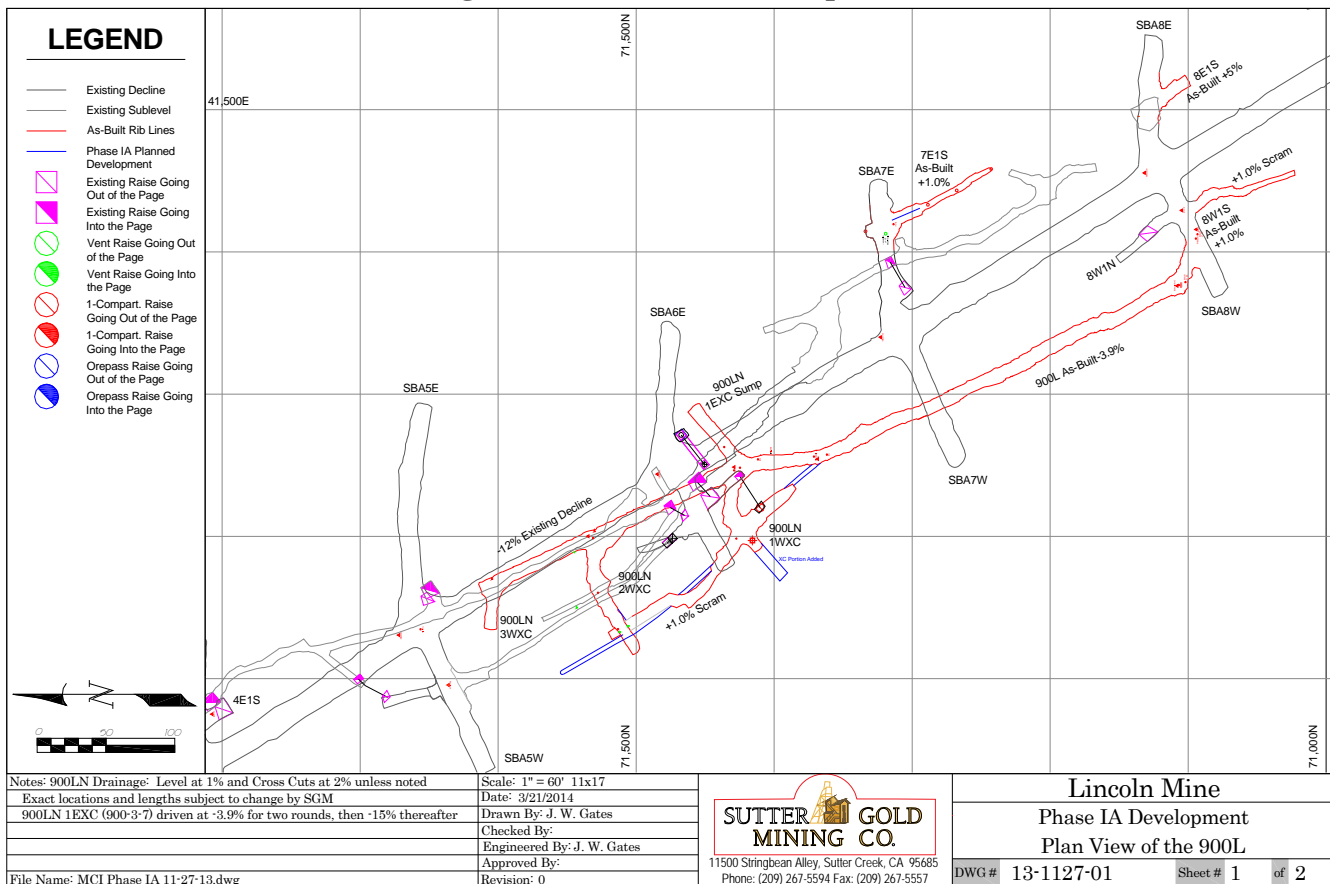 LEGEND
Existing Decline
Existing Sublevel
As-Built Rib Lines
Phase IA Planned
Development
Existing Raise Going
Out of the Page
Existing Raise Going
Into the Page
Vent Raise Going Out
of the Page
Vent Raise Going Into
the Page
1-Compart. Raise
Going Out of the Page
1-Compart. Raise
Going Into the Page
Orepass Raise Going
Out of the Page
Orepass Raise Going
Into the Page
N
0 50 100
71,500N
41,500E
SBA8E
8E1S
As-Built +5%
7E1S
As-Built
+1.0%
SBA7E
+1.0% Scram
8W1S
As-Built
+1.0%
8W1N
SBA8W
SBA6E
900L As-Built-3.9%
900LN
1EXC Sump
SBA5E
SBA7W
-12% Existing Decline
900LN
1WXC
XC Portion Added
900LN
2WXC
+1.0% Scram
900LN
3WXC
4E1S
SBA5W
71,500N
71,000N
Notes: 900LN Drainage: Level at 1% and Cross Cuts at 2% unless noted
Exact locations and lengths subject to change by SGM
900LN 1EXC (900-3-7) driven at -3.9% for two rounds, then -15% thereafter
File Name: MCI Phase IA 11-27-13.dwg
Scale: 1" = 60' 11x17
Date: 3/21/2014
Drawn By: J. W. Gates
Checked By:
Engineered By: J. W. Gates
Approved By:
Revision: 0
SUTTER GOLD
MINING CO.
11500 Stringbean Alley, Sutter Creek, CA 95685
Phone: (209) 267-5594 Fax: (209) 267-5557
Lincoln Mine
Phase IA Development
Plan View of the 900L
DWG # 13-1127-01 Sheet # 1 of 2